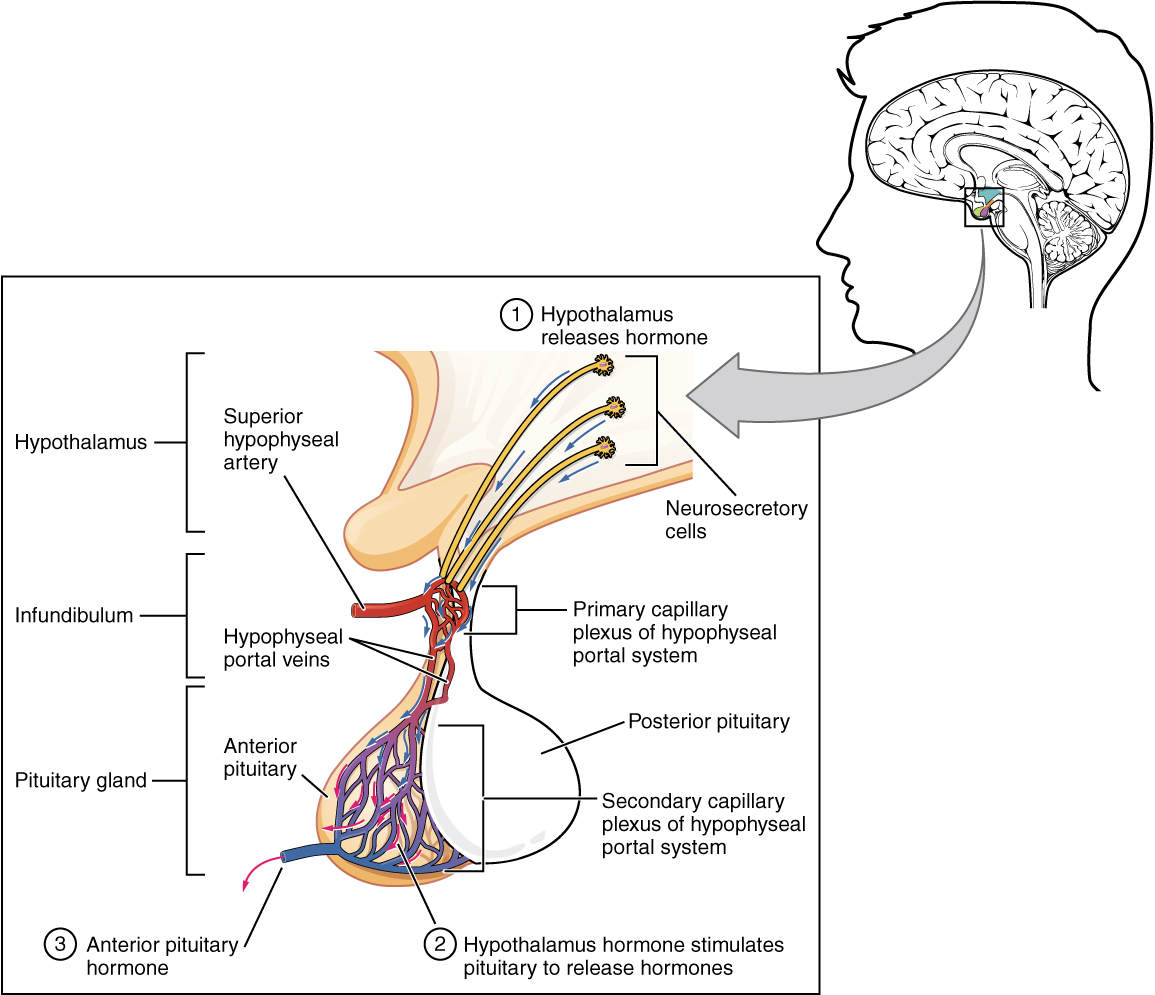 1 Hypothalamus
releases hormone
Hypothalamus
Superior
hypophyseal
artery
Neurosecretory
cells
Infundibulum
Primary capillary
plexus of hypophyseal
portal system
Hypophyseal
portal veins
Posterior pituitary
Anterior
pituitary
Pituitary gland
Secondary capillary
plexus of hypophyseal
portal system
3 Anterior pituitary
hormone
2 Hypothalamus hormone stimulates
pituitary to release hormones